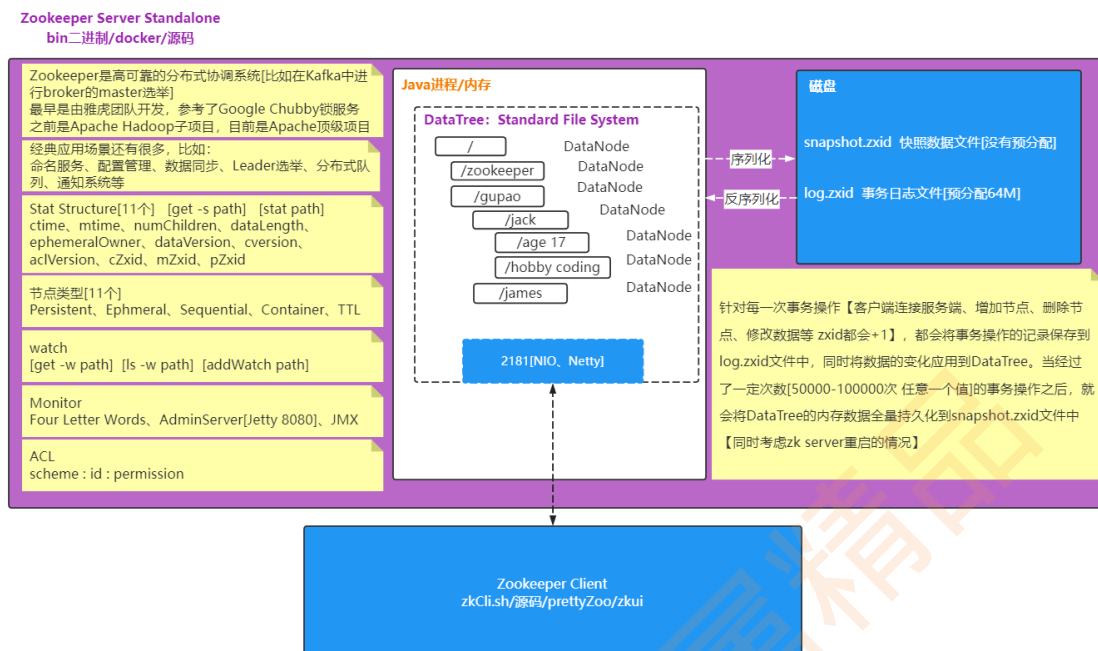 Zookeeper Server Standalone
bin二进制/docker/源码
Zookeeper是高可靠的分布式协调系统[比如在Kafka中进
行broker的master选举]
最早是由雅虎团队开发，参考了Google Chubby锁服务
之前是Apache Hadoop子项目，目前是Apache顶级项目
经典应用场景还有很多，比如：
命名服务、配置管理、数据同步、Leader选举、分布式队
列、通知系统等
Stat Structure[11个] [get -s path] [stat path]
ctime、mtime、numChildren、dataLength、
ephemeralOwner、dataVersion、cversion、
aclVersion、cZxid、mZxid、pZxid
节点类型[11个]
Persistent、Ephmeral、Sequential、Container、TTL
watch
[get -w path] [ls -w path] [addWatch path]
Monitor
Four Letter Words、AdminServer[Jetty 8080]、JMX
ACL
scheme : id : permission
Java进程/内存
DataTree：Standard File System
/ DataNode
/zookeeper DataNode
/gupao DataNode
/jack DataNode
/age 17 DataNode
/hobby coding DataNode
/james DataNode
2181[NIO、Netty]
序列化
反序列化
磁盘
snapshot.zxid 快照数据文件[没有预分配]
log.zxid 事务日志文件[预分配64M]
针对每一次事务操作【客户端连接服务端、增加节点、删除节
点、修改数据等 zxid都会+1】，都会将事务操作的记录保存到
log.zxid文件中，同时将数据的变化应用到DataTree。当经过
了一定次数[50000-100000次 任意一个值]的事务操作之后，就
会将DataTree的内存数据全量持久化到snapshot.zxid文件中
【同时考虑zk server重启的情况】
Zookeeper Client
zkCli.sh/源码/prettyZoo/zkui
精品